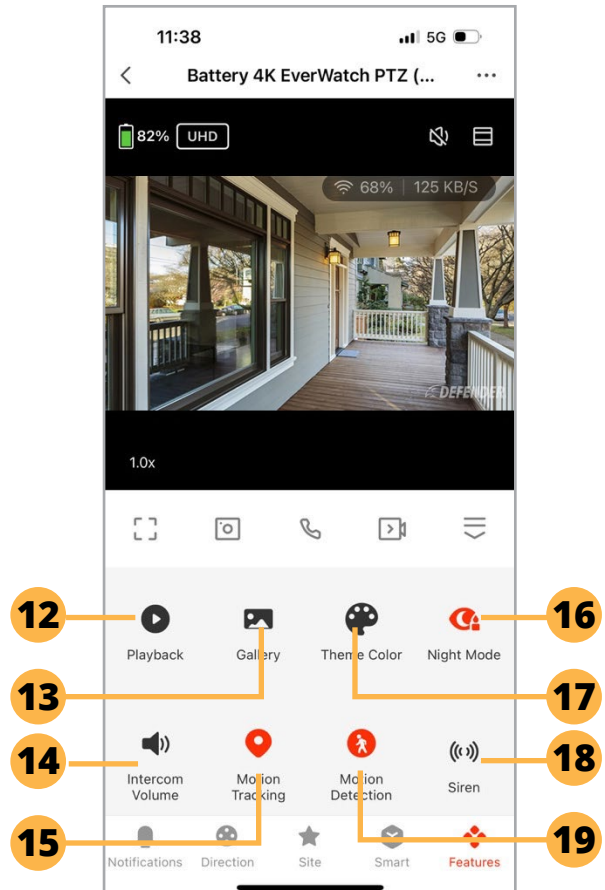 11:38
5G
Battery 4K EverWatch PTZ (...
82%
UHD
68% | 125 KB/S
DEFENDER
1.0x
12
16
Playback
Gallery
Theme Color
Night Mode
13
17
14
18
Intercom
Volume
Motion
Tracking
Motion
Detection
Siren
15
19
Notifications
Direction
Site
Smart
Features